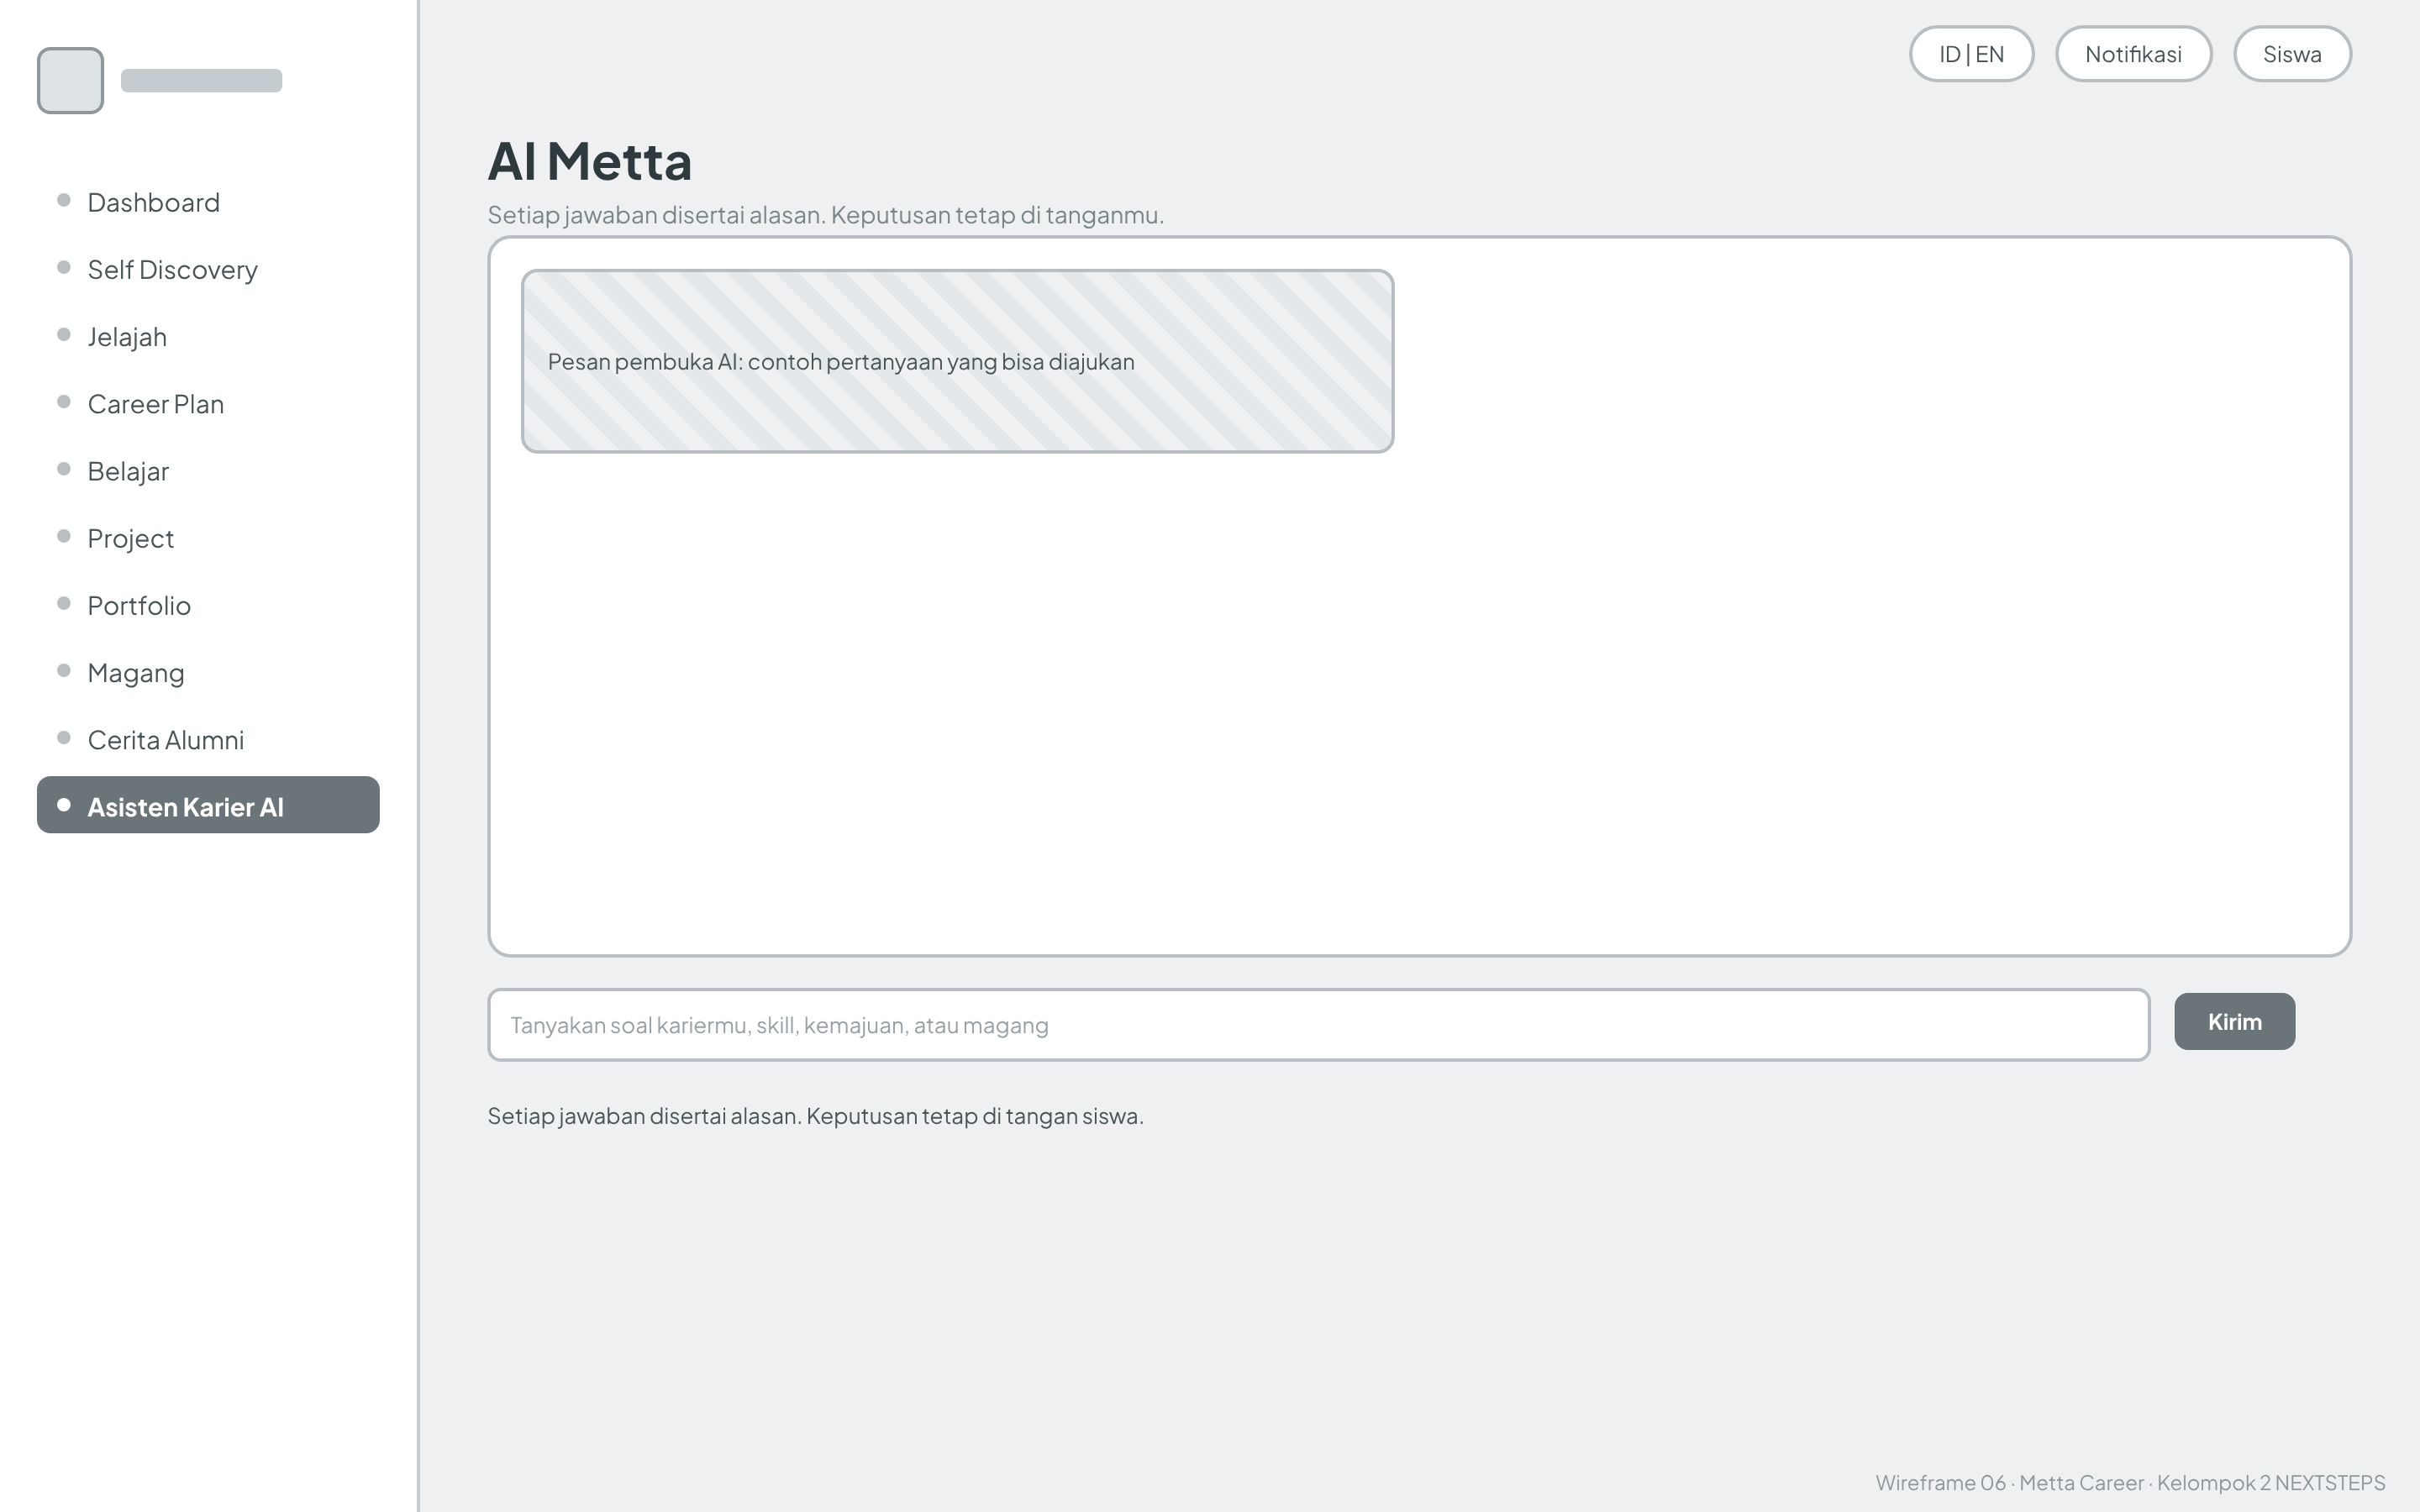 ID | EN
Notifikasi
Siswa
Dashboard
Self Discovery
Jelajah
Career Plan
Belajar
Project
Portfolio
Magang
Cerita Alumni
Asisten Karier AI
AI Metta
Setiap jawaban disertai alasan. Keputusan tetap di tanganmu.
Pesan pembuka AI: contoh pertanyaan yang bisa diajukan
Tanyakan soal kariermu, skill, kemajuan, atau magang
Kirim
Setiap jawaban disertai alasan. Keputusan tetap di tangan siswa.
Wireframe 06 · Metta Career · Kelompok 2 NEXTSTEPS